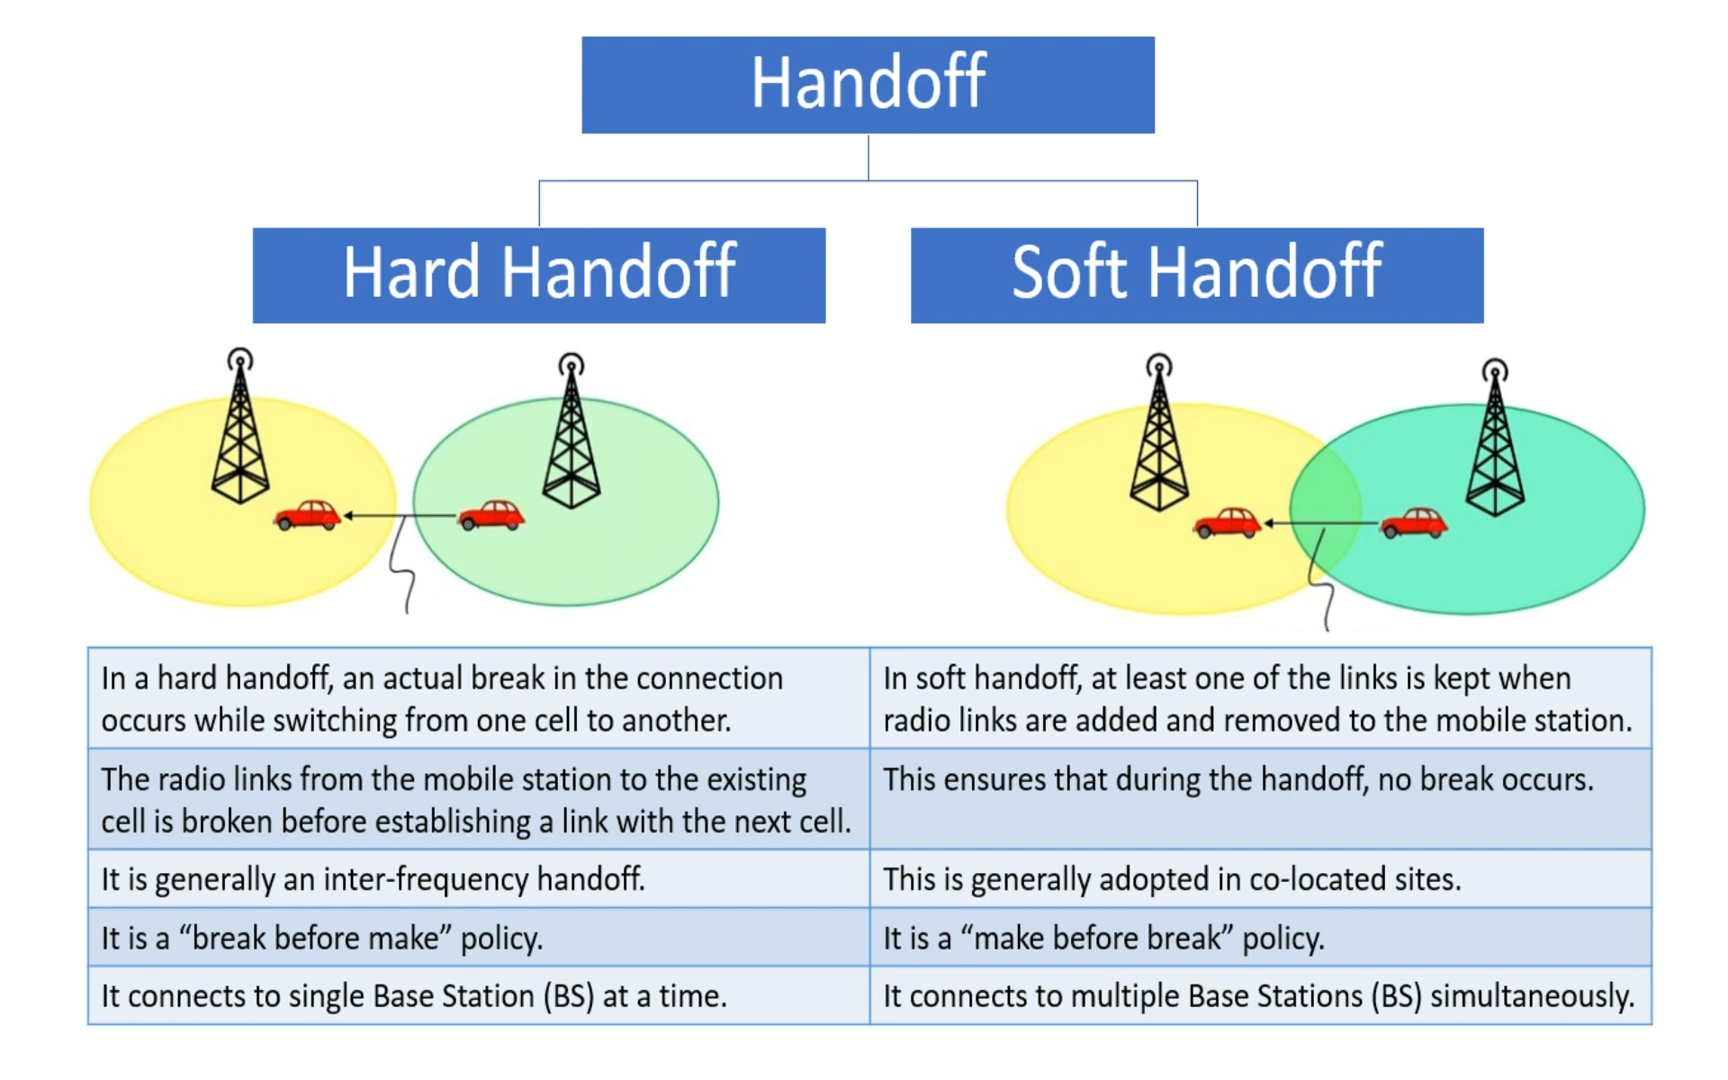 Handoff
Hard Handoff
Soft Handoff
In a hard handoff, an actual break in the connection
occurs while switching from one cell to another.
In soft handoff, at least one of the links is kept when
radio links are added and removed to the mobile station.
The radio links from the mobile station to the existing
cell is broken before establishing a link with the next cell.
This ensures that during the handoff, no break occurs.
It is generally an inter-frequency handoff.
This is generally adopted in co-located sites.
It is a “break before make” policy.
It is a “make before break” policy.
It connects to single Base Station (BS) at a time.
It connects to multiple Base Stations (BS) simultaneously.